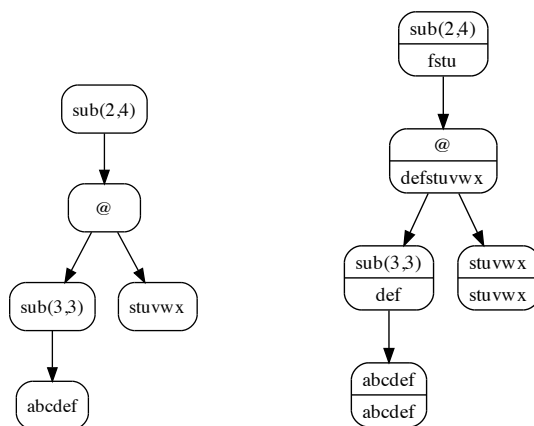 sub(2,4)
@
sub(3,3)
stuvwx
abcdef
sub(2,4)
fstu
@
defstuvwx
sub(3,3)
def
stuvwx
stuvwx
abcdef
abcdef